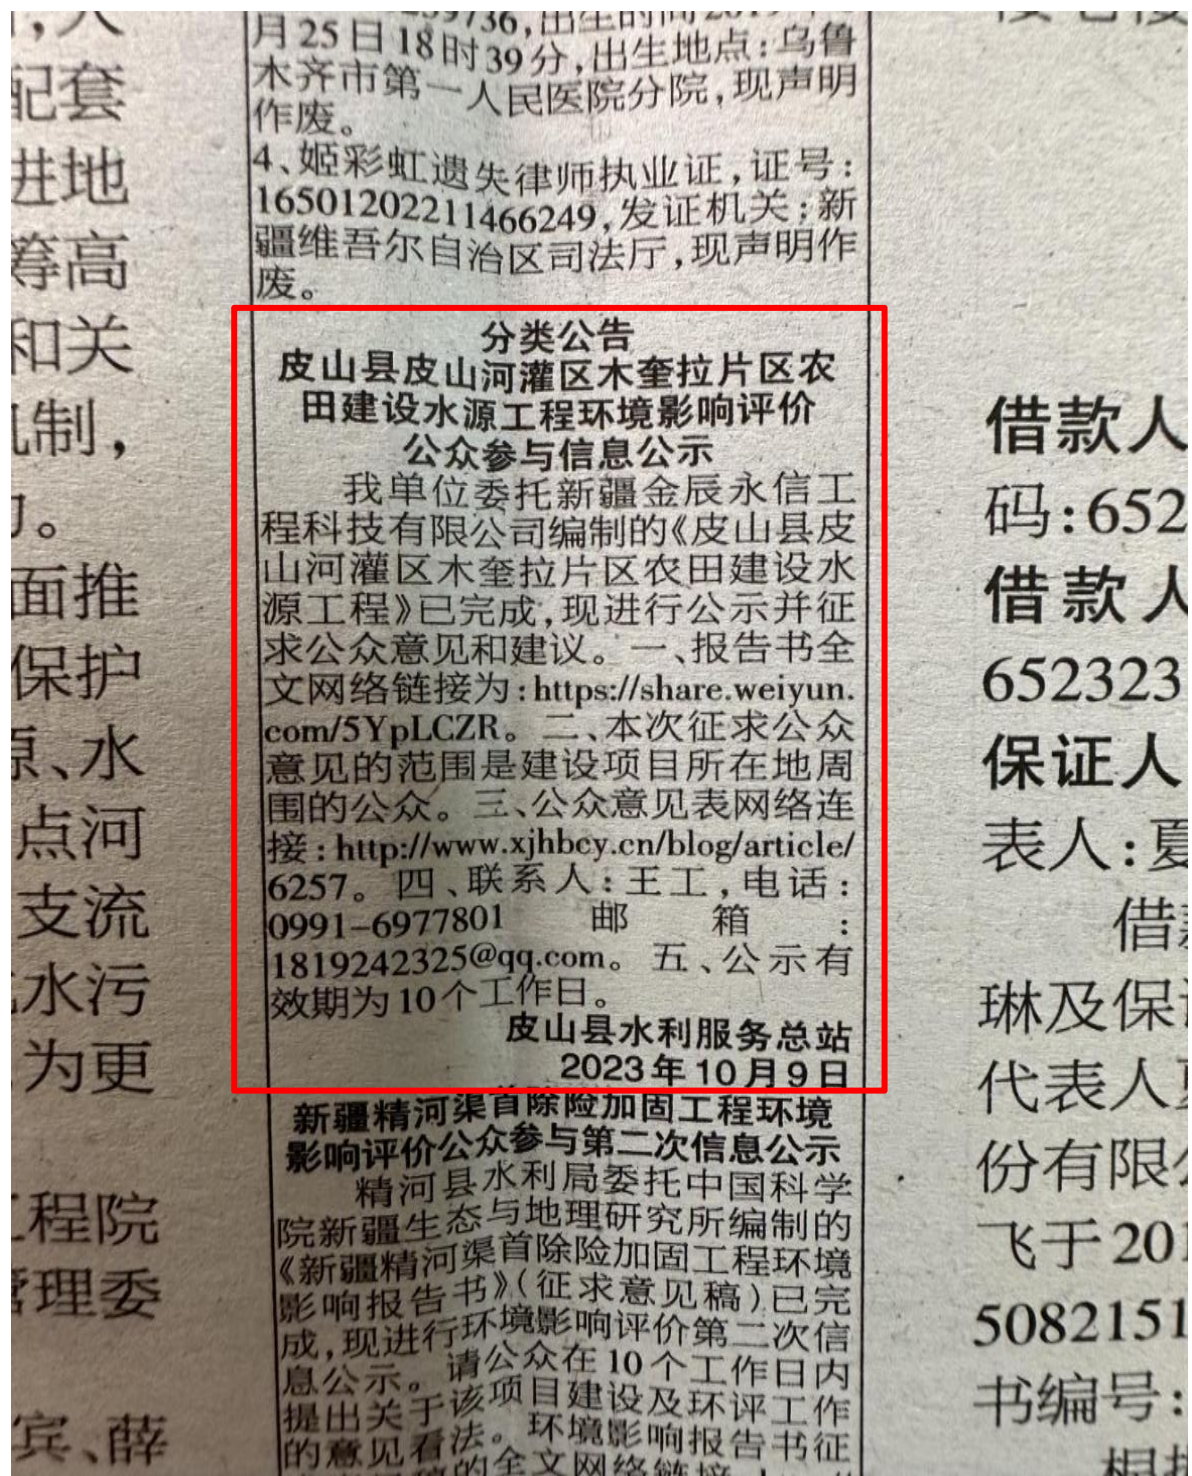 月25日18时39分,出生地点:乌鲁
木齐市第一人民医院分院,现声明
作废。
4、姬彩虹遗失律师执业证,证号:
16501202211466249,发证机关:新
疆维吾尔自治区司法厅,现声明作
废。
分类公告
皮山县皮山河灌区木奎拉片区农
田建设水源工程环境影响评价
公众参与信息公示
我单位委托新疆金辰永信工
程科技有限公司编制的《皮山县皮
山河灌区木奎拉片区农田建设水
源工程》已完成,现进行公示并征
求公众意见和建议。一、报告书全
文网络链接为:https://share.weiyun.
com/5YpLCZR。二、本次征求公众
意见的范围是建设项目所在地周
围的公众。三、公众意见表网络连
接:http://www.xjhbcy.cn/blog/article/
6257。四、联系人:王工,电话:
0991-6977801 邮箱:
1819242325@qq.com。五、公示有
效期为10个工作日。
皮山县水利服务总站
2023年10月9日
新疆精河渠首除险加固工程环境
影响评价公众参与第二次信息公示
精河县水利局委托中国科学
院新疆生态与地理研究所编制的
《新疆精河渠首除险加固工程环境
影响报告书》(征求意见稿)已完
成,现进行环境影响评价第二次信
息公示。请公众在10个工作日内
提出关于该项目建设及环评工作
的意见看法。环境影响报告书征
配套
进地
筹高
和关
机制,
面推
保护
、水
点河
支流
水污
为更
工程院
管理委
宾、薛
借款人
码:652
借款人
652323
保证人
表人:夏
借
琳及保
代表人
份有限
飞于201
5082151
书编号: